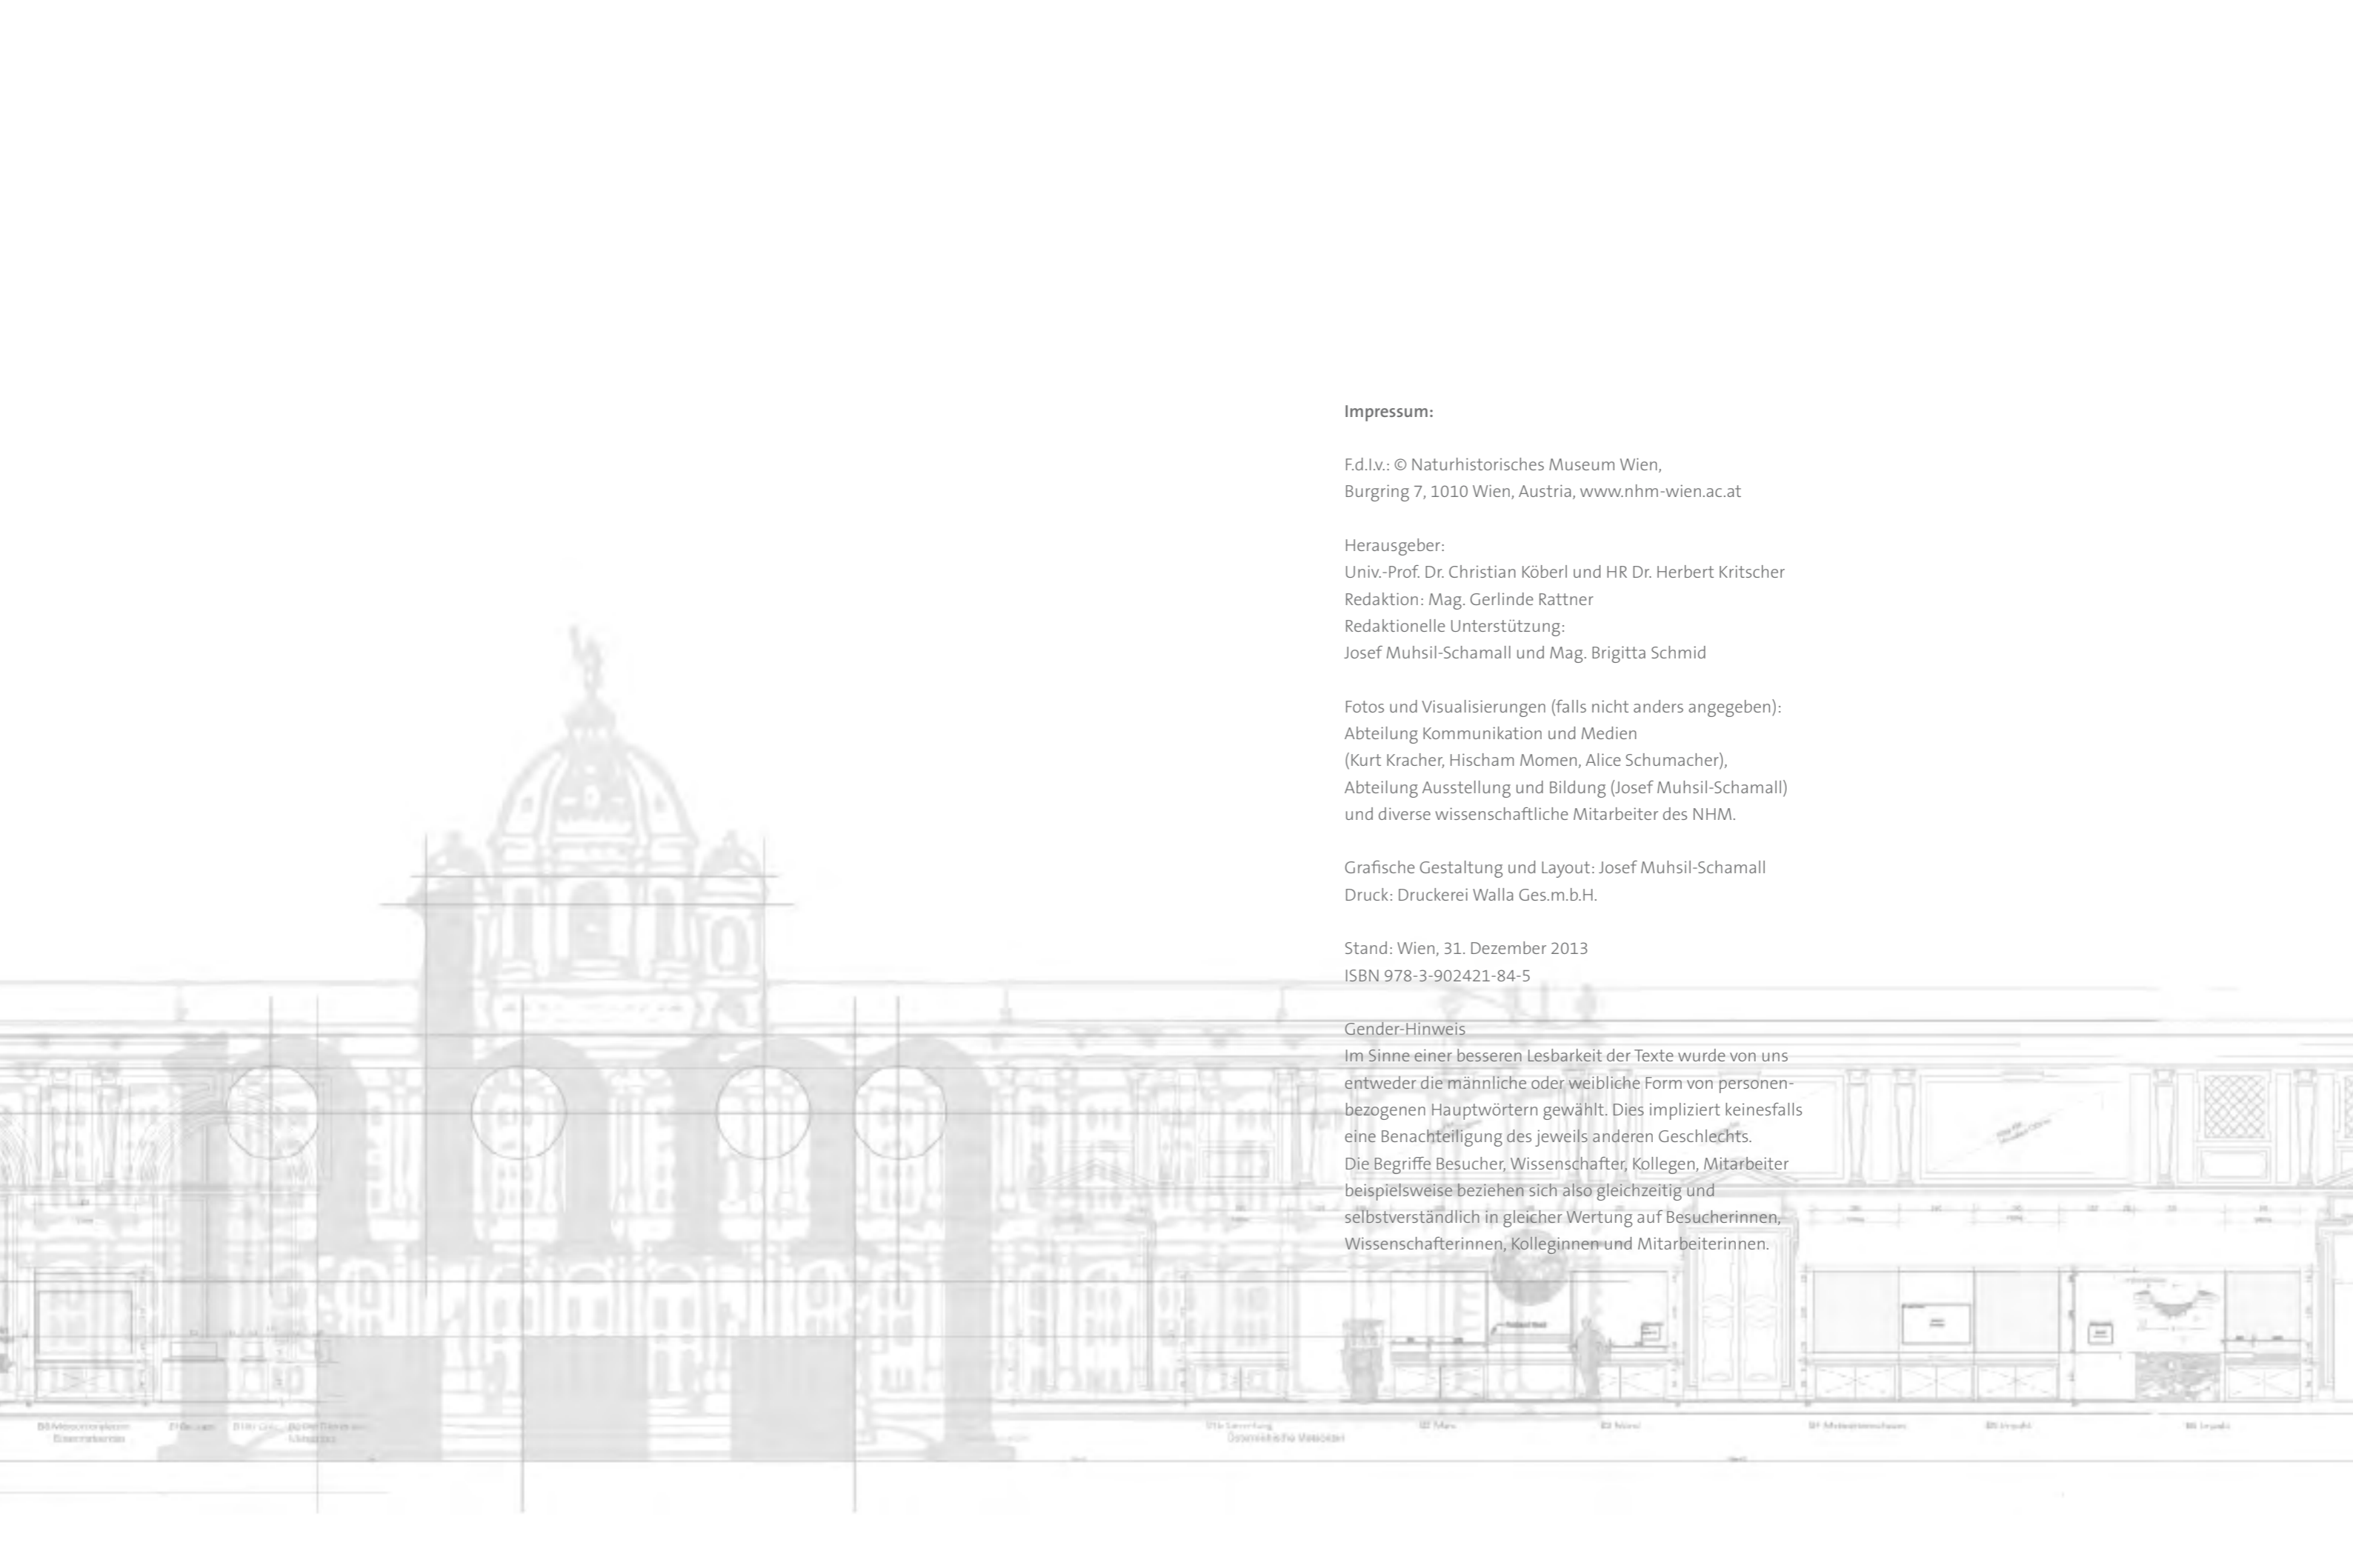 Impressum:
F.d.I.v.: © Naturhistorisches Museum Wien,
Burgring 7, 1010 Wien, Austria, www.nhm-wien.ac.at
Herausgeber:
Univ.-Prof. Dr. Christian Köberl und HR Dr. Herbert Kritscher
Redaktion: Mag. Gerlinde Rattner
Redaktionelle Unterstützung:
Josef Muhsil-Schamall und Mag. Brigitta Schmid
Fotos und Visualisierungen (falls nicht anders angegeben):
Abteilung Kommunikation und Medien
(Kurt Kracher, Hischam Momen, Alice Schumacher),
Abteilung Ausstellung und Bildung (Josef Muhsil-Schamall)
und diverse wissenschaftliche Mitarbeiter des NHM.
Grafische Gestaltung und Layout: Josef Muhsil-Schamall
Druck: Druckerei Walla Ges.m.b.H.
Stand: Wien, 31. Dezember 2013
ISBN 978-3-902421-84-5
Gender-Hinweis
Im Sinne einer besseren Lesbarkeit der Texte wurde von uns
entweder die männliche oder weibliche Form von personen-
bezogenen Hauptwörtern gewählt. Dies impliziert keinesfalls
eine Benachteiligung des jeweils anderen Geschlechts.
Die Begriffe Besucher, Wissenschafter, Kollegen, Mitarbeiter
beispielsweise beziehen sich also gleichzeitig und
selbstverständlich in gleicher Wertung auf Besucherinnen,
Wissenschafterinnen, Kolleginnen und Mitarbeiterinnen.